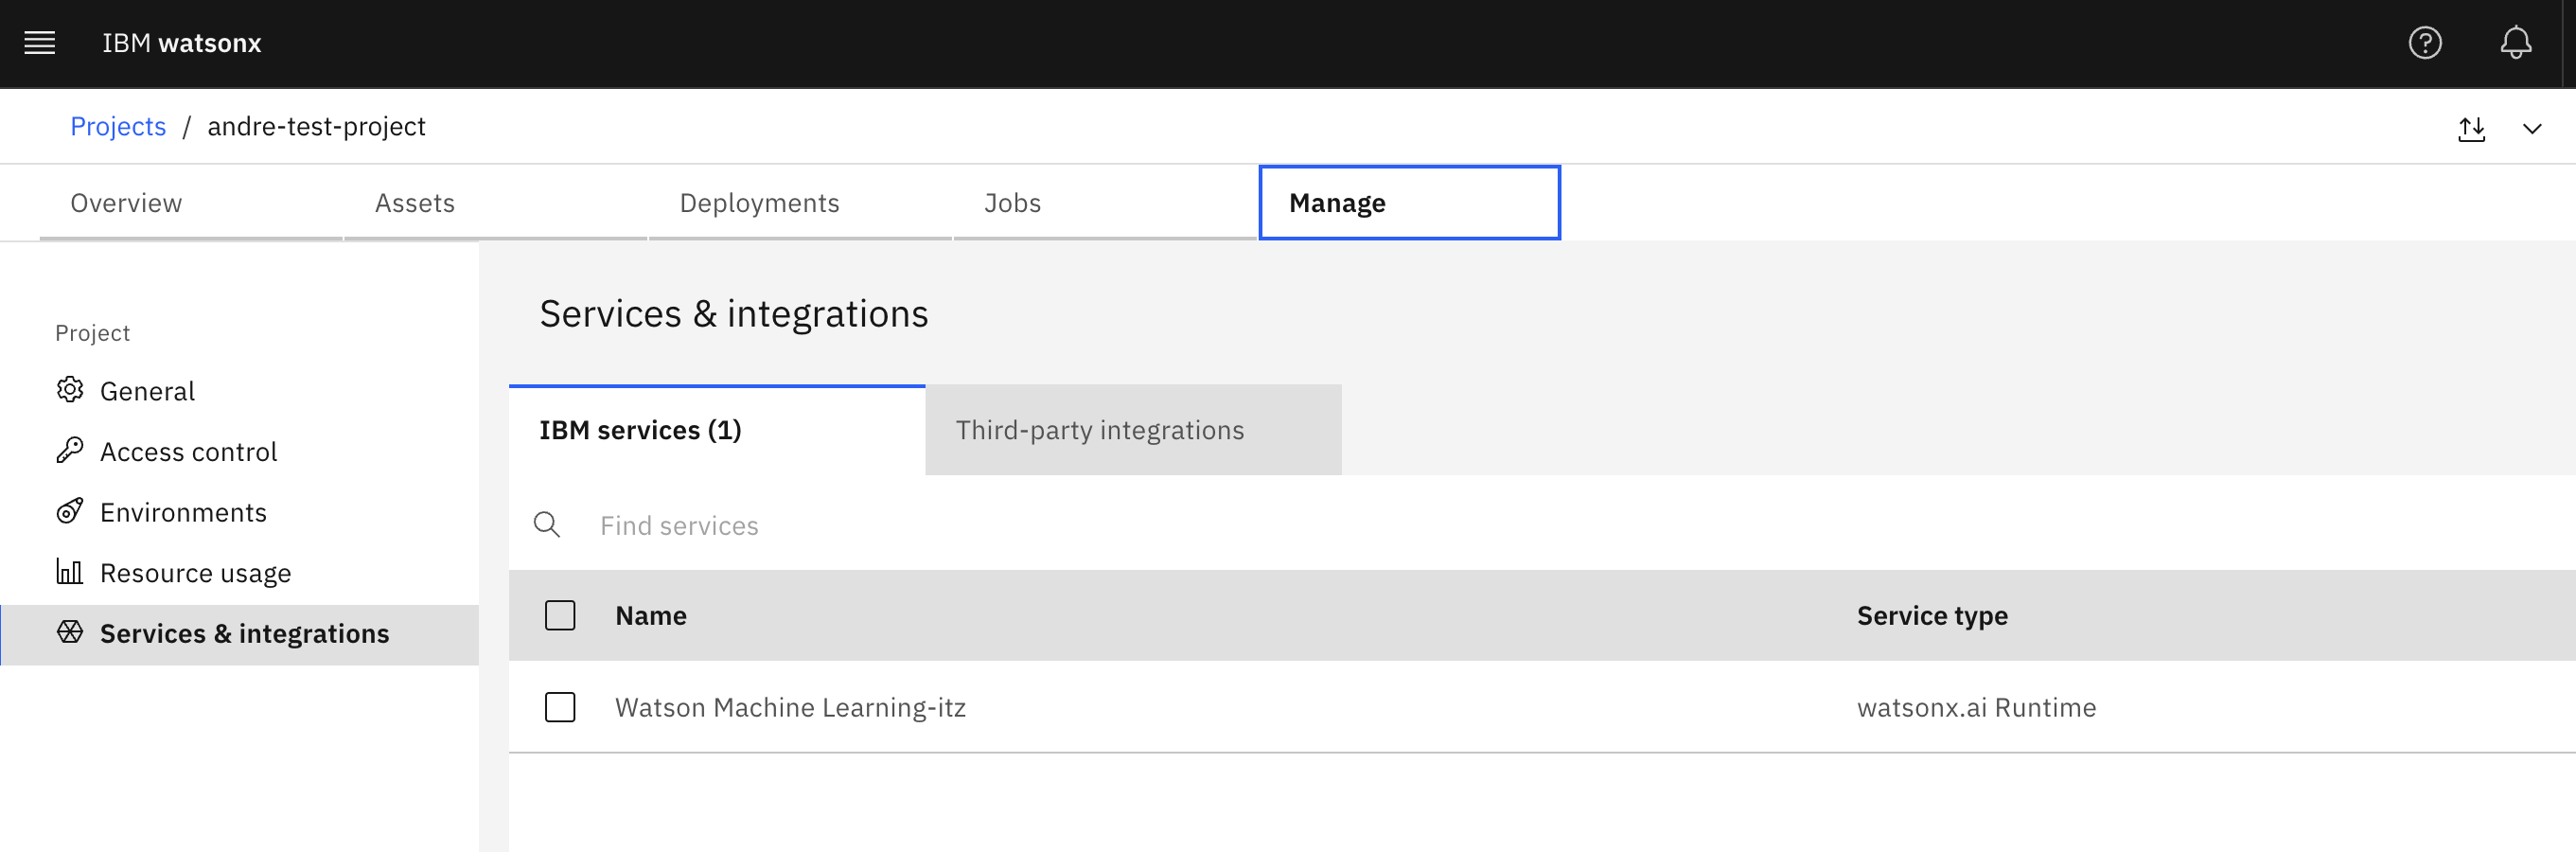 IBM watsonx
Projects / andre-test-project
Overview
Assets
Deployments
Jobs
Manage
Project
General
Access control
Environments
Resource usage
Services & integrations
Services & integrations
IBM services (1)
Third-party integrations
Find services
Name
Service type
Watson Machine Learning-itz
watsonx.ai Runtime